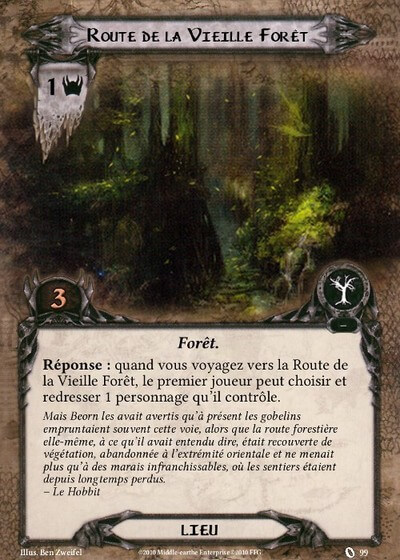 Route de la Vieille Forêt
1
3
–
Forêt.
Réponse : quand vous voyagez vers la Route de
la Vieille Forêt, le premier joueur peut choisir et
redresser 1 personnage qu'il contrôle.
Mais Beorn les avait avertis qu'à présent les gobelins
empruntaient souvent cette voie, alors que la route forestière
elle-même, à ce qu'il avait entendu dire, était recouverte de
végétation, abandonnée à l'extrémité orientale et ne menait
plus qu'à des marais infranchissables, où les sentiers étaient
depuis longtemps perdus.
– Le Hobbit
LIEU
Illus. Ben Zweifel
©2010 Middle-earthe Enterprise ©2010 FFG
99